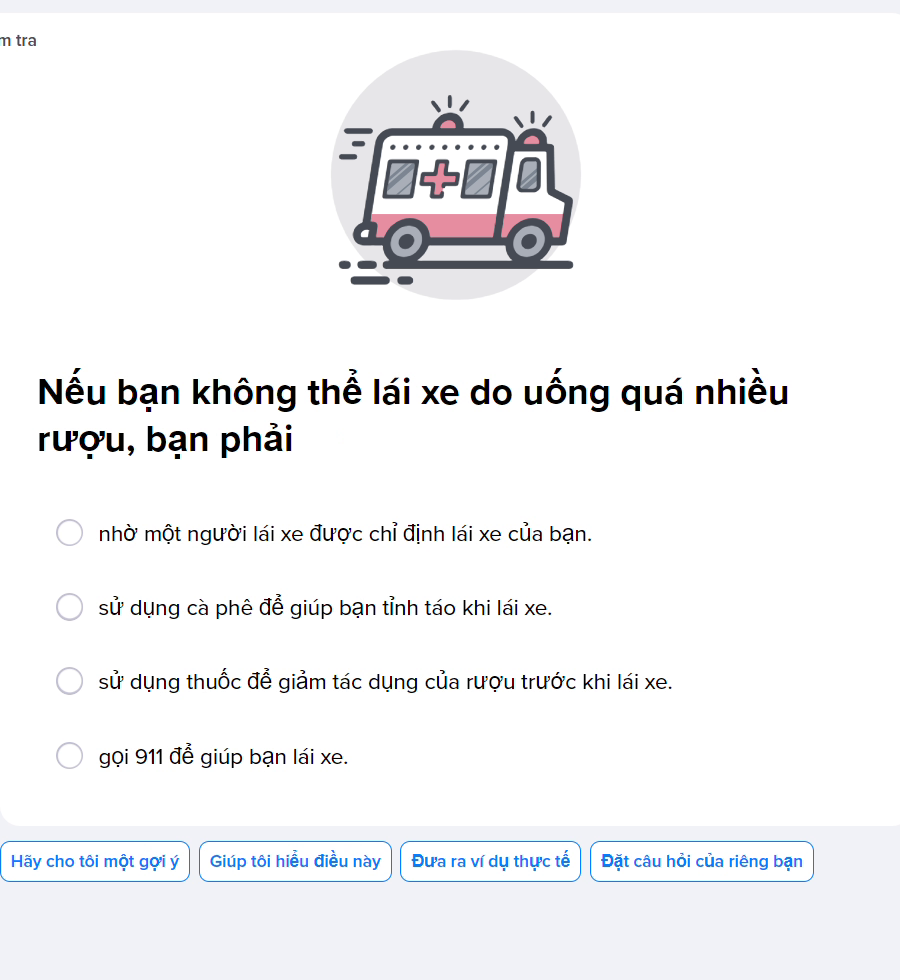 m tra
Nếu bạn không thể lái xe do uống quá nhiều
rượu, bạn phải
nhờ một người lái xe được chỉ định lái xe của bạn.
sử dụng cà phê để giúp bạn tỉnh táo khi lái xe.
sử dụng thuốc để giảm tác dụng của rượu trước khi lái xe.
gọi 911 để giúp bạn lái xe.
Hãy cho tôi một gợi ý Giúp tôi hiểu điều này Đưa ra ví dụ thực tế Đặt câu hỏi của riêng bạn